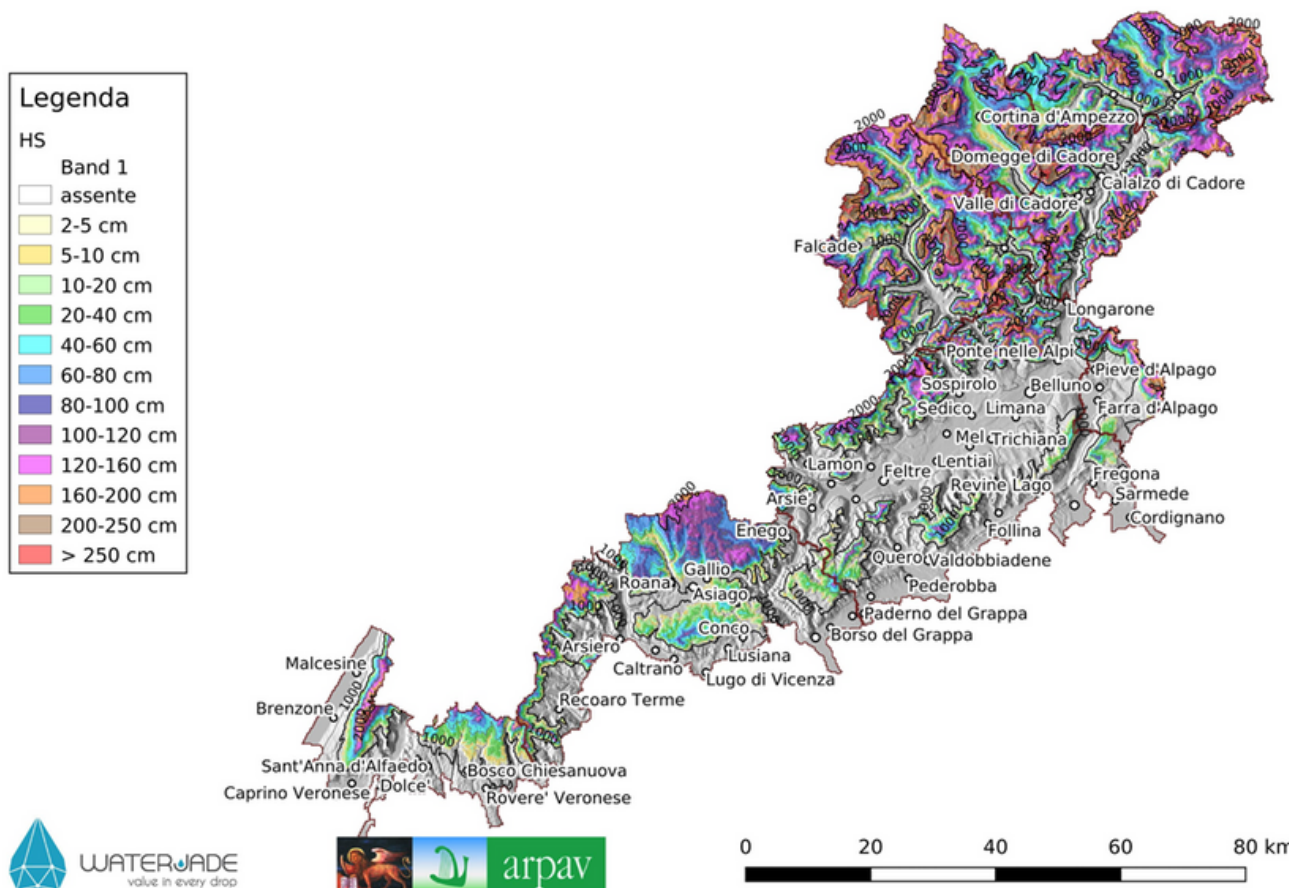 Legenda
HS
Band 1
assente
2-5 cm
5-10 cm
10-20 cm
20-40 cm
40-60 cm
60-80 cm
80-100 cm
100-120 cm
120-160 cm
160-200 cm
200-250 cm
> 250 cm
Cortina d'Ampezzo
Domegge di Cadore
Calalzo di Cadore
Valle di Cadore
Falcade
Longarone
Ponte nelle Alpi
Pieve d'Alpago
Sospirolo
Belluno
Sedico
Limana
Farra d'Alpago
Mel
Trichiana
Lamon
Lentiai
Feltre
Fregona
Revine Lago
Arsie'
Sarmede
Cordignano
Enego
Follina
Quero
Valdobbiadene
Gallio
Roana
Pederobba
Asiago
Paderno del Grappa
Conco
Borso del Grappa
Arsiero
Lusiana
Caltrano
Lugo di Vicenza
Malcesine
Recoaro Terme
Brenzone
Sant'Anna d'Alfaedo
Bosco Chiesanuova
Caprino Veronese
Dolce'
Rovere' Veronese
1000
2000
WATERJADE
value in every drop
arpav
0 20 40 60 80 km